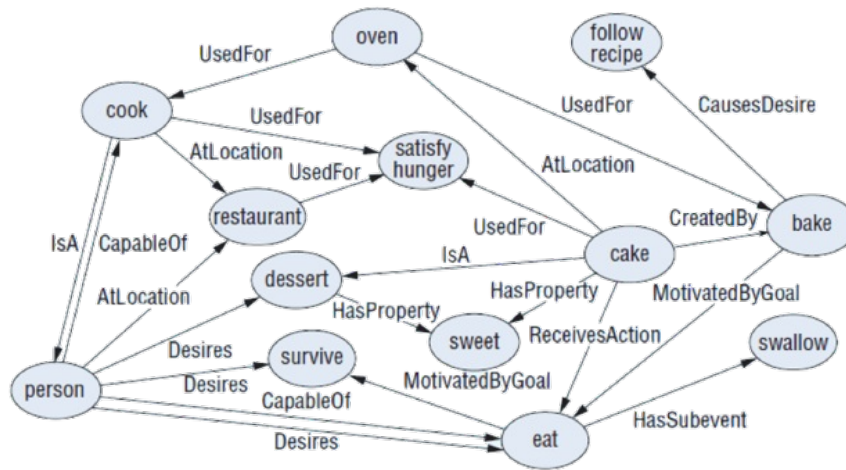 oven
follow
recipe
UsedFor
cook
UsedFor
UsedFor
CausesDesire
AtLocation
satisfy
hunger
UsedFor
AtLocation
restaurant
CreatedBy
bake
UsedFor
IsA
CapableOf
IsA
cake
dessert
AtLocation
HasProperty
MotivatedByGoal
HasProperty
sweet
ReceivesAction
swallow
Desires
survive
person
Desires
MotivatedByGoal
CapableOf
HasSubevent
eat
Desires